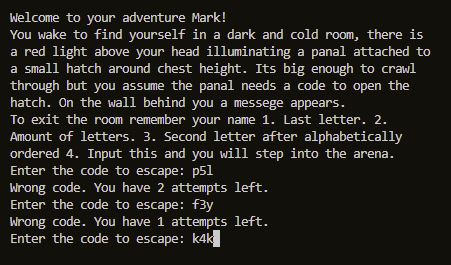 Welcome to your adventure Mark!
You wake to find yourself in a dark and cold room, there is
a red light above your head illuminating a panal attached to
a small hatch around chest height. Its big enough to crawl
through but you assume the panal needs a code to open the
hatch. On the wall behind you a messege appears.
To exit the room remember your name 1. Last letter. 2.
Amount of letters. 3. Second letter after alphabetically
ordered 4. Input this and you will step into the arena.
Enter the code to escape: p5l
Wrong code. You have 2 attempts left.
Enter the code to escape: f3y
Wrong code. You have 1 attempts left.
Enter the code to escape: k4k